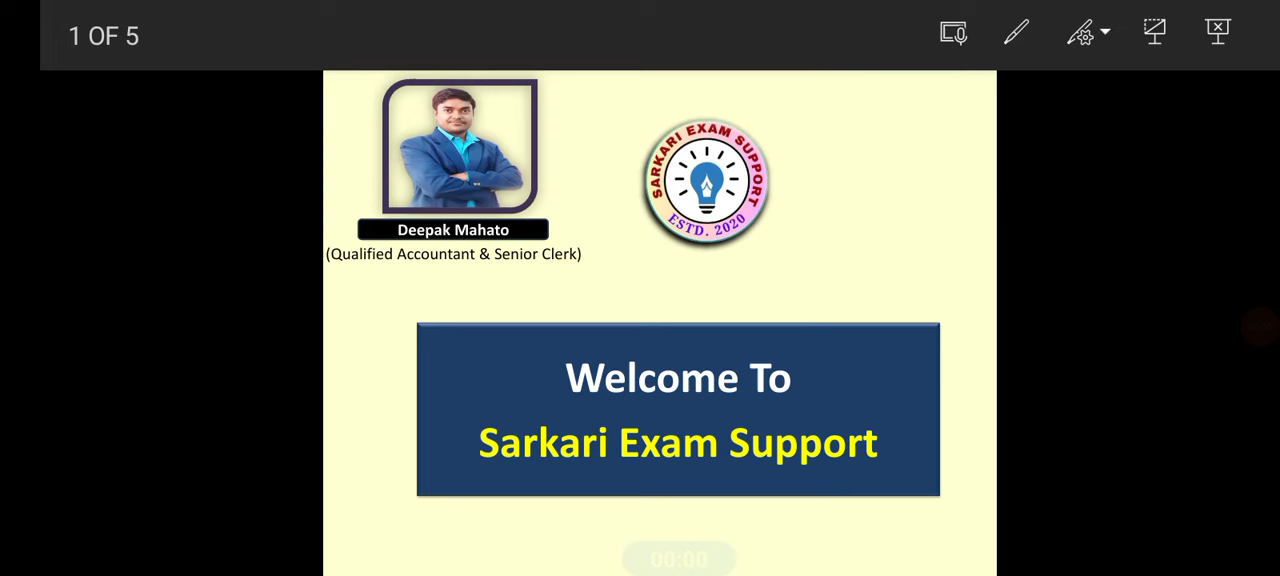 1 OF 5
SARKARI EXAM SUPPORT
ESTD. 2020
Deepak Mahato
(Qualified Accountant & Senior Clerk)
Welcome To
Sarkari Exam Support
00:00